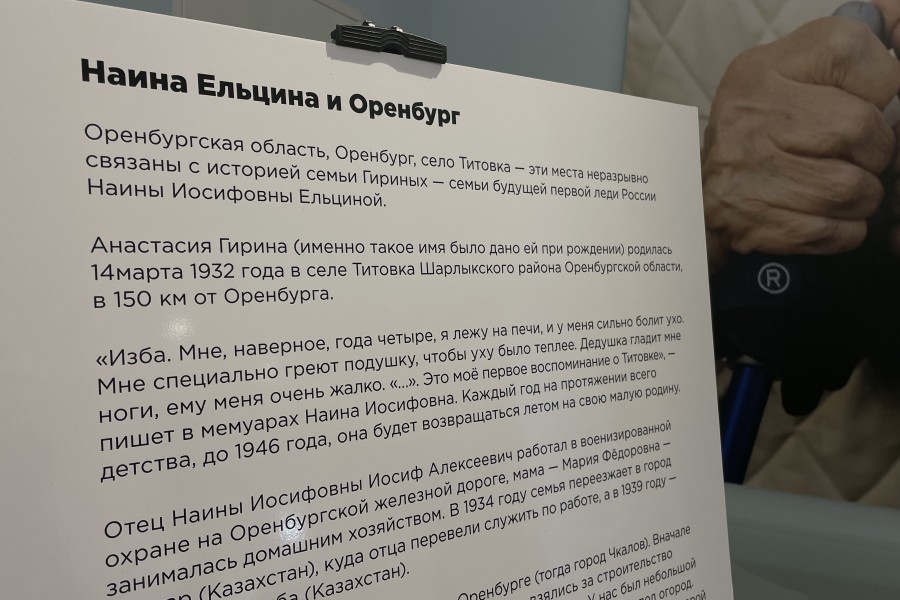 Наина Ельцина и Оренбург
Оренбургская область, Оренбург, село Титовка — эти места неразрывно
связаны с историей семьи Гириных — семьи будущей первой леди России
Наины Иосифовны Ельциной.
Анастасия Гирина (именно такое имя было дано ей при рождении) родилась
14марта 1932 года в селе Титовка Шарлыкского района Оренбургской области,
в 150 км от Оренбурга.
«Изба. Мне, наверное, года четыре, я лежу на печи, и у меня сильно болит ухо.
Мне специально греют подушку, чтобы уху было теплее. Дедушка гладит мне
ноги, ему меня очень жалко. «...». Это моё первое воспоминание о Титовке», —
пишет в мемуарах Наина Иосифовна. Каждый год на протяжении всего
детства, до 1946 года, она будет возвращаться летом на свою малую родину.
Отец Наины Иосифовны Иосиф Алексеевич работал в военизированной
охране на Оренбургской железной дороге, мама — Мария Фёдоровна —
занималась домашним хозяйством. В 1934 году семья переезжает в город
(Казахстан), куда отца перевели служить по работе, а в 1939 году —
(Казахстан).
Оренбурге (тогда город Чкалов). Вначале
взялись за строительство
У нас был небольшой
огород.
®